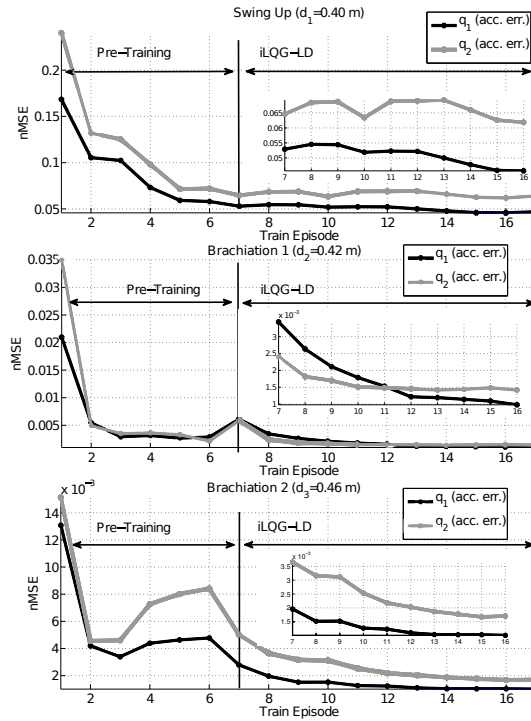 Swing Up (d1=0.40 m)
q1 (acc. err.)
q2 (acc. err.)
Pre−Training
iLQG−LD
nMSE
0.2
0.15
0.1
0.05
0.065
0.06
0.055
0.05
7 8 9 10 11 12 13 14 15 16
2 4 6 8 10 12 14 16
Train Episode
Brachiation 1 (d2=0.42 m)
q1 (acc. err.)
q2 (acc. err.)
Pre−Training
iLQG−LD
nMSE
0.035
0.03
0.025
0.02
0.015
0.01
0.005
x 10⁻³
3
2.5
2
1.5
1
7 8 9 10 11 12 13 14 15 16
2 4 6 8 10 12 14 16
Train Episode
x 10⁻³
Brachiation 2 (d3=0.46 m)
q1 (acc. err.)
q2 (acc. err.)
Pre−Training
iLQG−LD
nMSE
14
12
10
8
6
4
2
x 10⁻³
3.5
3
2.5
2
1.5
1
7 8 9 10 11 12 13 14 15 16
2 4 6 8 10 12 14 16
Train Episode